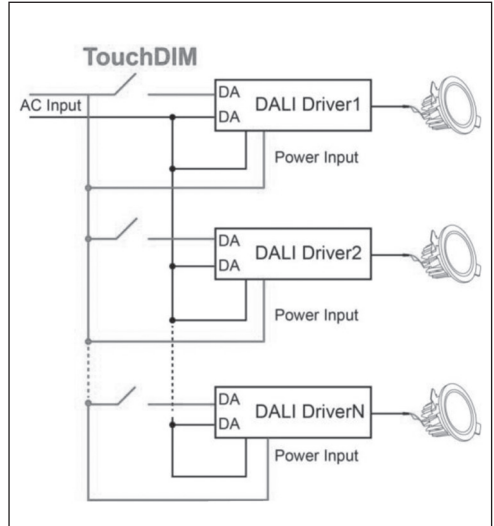 TouchDIM
AC Input
DA
DA
DALI Driver1
Power Input
DA
DA
DALI Driver2
Power Input
DA
DA
DALI DriverN
Power Input